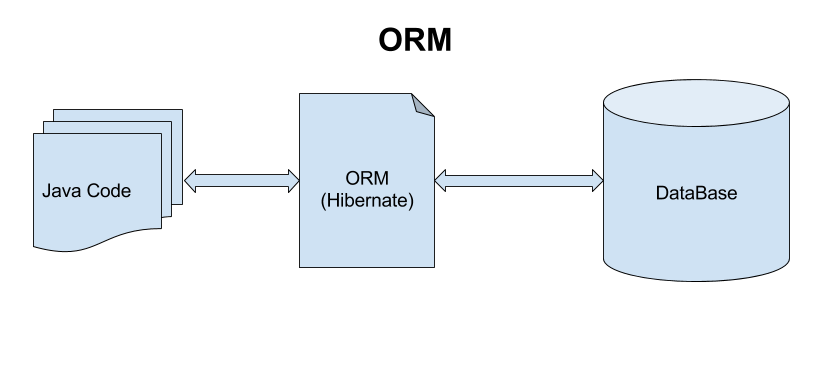 ORM
Java Code
ORM
(Hibernate)
DataBase